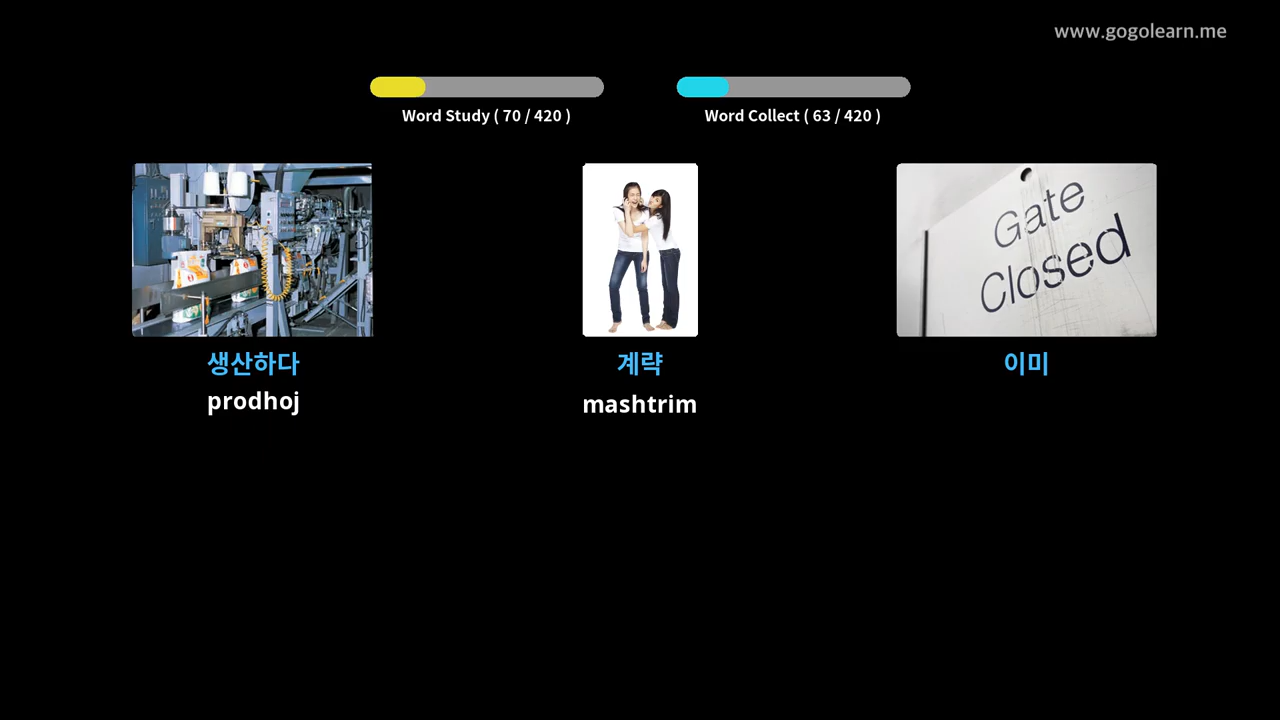 www.gogolearn.me
Word Study ( 70 / 420 )
Word Collect ( 63 / 420 )
Gate
Closed
생산하다
계략
이미
prodhoj
mashtrim